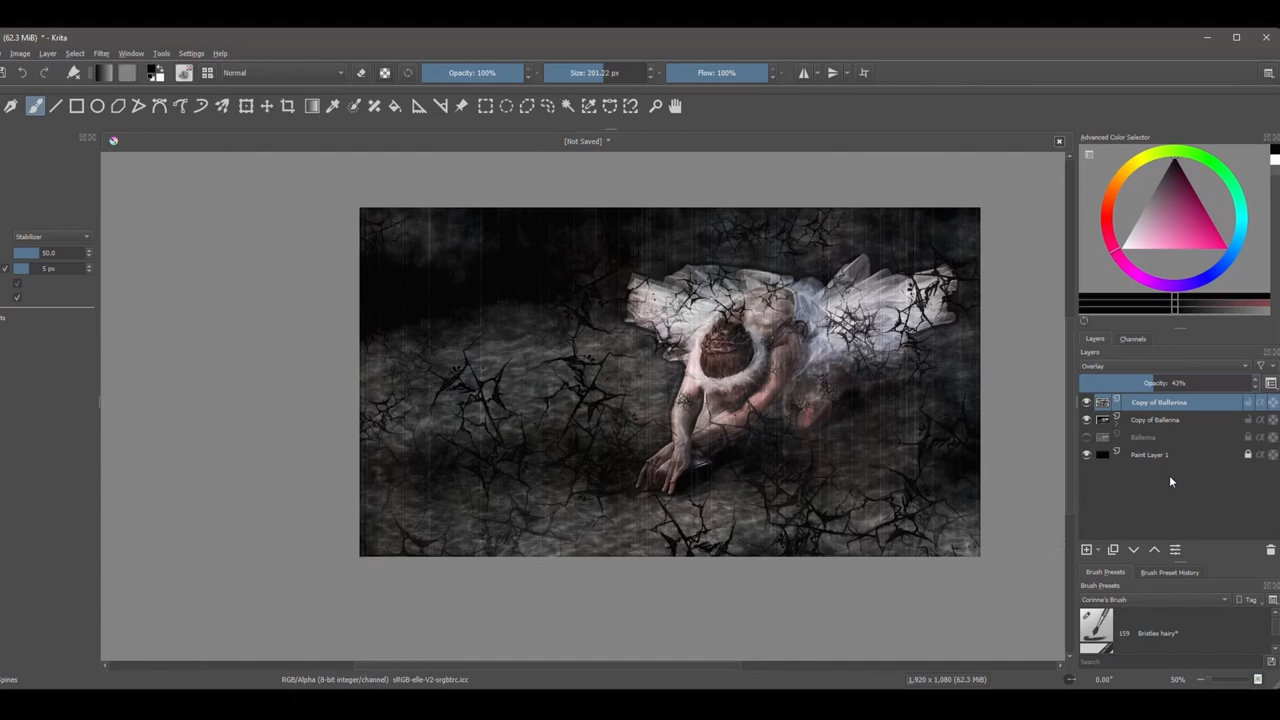 (62.3 MiB) * - Krita
Image Layer Select Filter Window Tools Settings Help
Normal
Opacity: 100%
Size: 201.22 px
Flow: 100%
[Not Saved] *
Advanced Color Selector
Stabilizer
50.0
5 px
ts
Layers Channels
Layers
Overlay
Opacity: 43%
Copy of Ballerina
Copy of Ballerina
Ballerina
Paint Layer 1
Brush Presets Brush Preset History
Brush Presets
Corinne's Brush
Tag
159 Bristles hairy*
Search
Spines
RGB/Alpha (8-bit integer/channel) sRGB-elle-V2-srgbtrc.icc
1,920 x 1,080 (62.3 MiB)
0.00°
50%